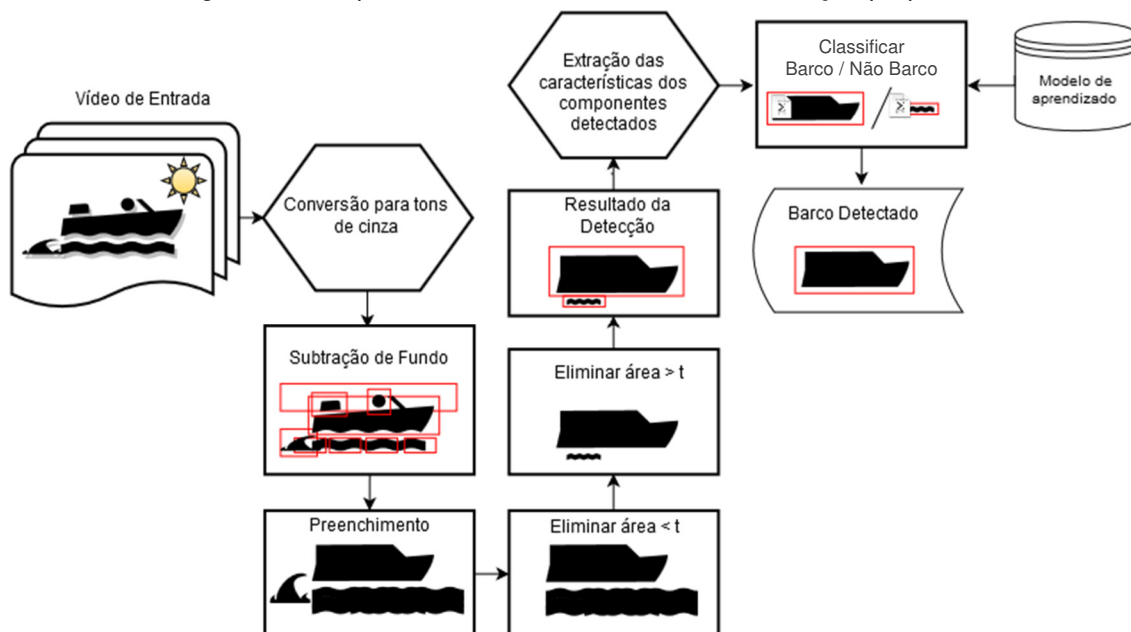 Vídeo de Entrada
Conversão para tons
de cinza
Subtração de Fundo
Preenchimento
Eliminar área < t
Eliminar área > t
Resultado da
Detecção
Extração das
características dos
componentes
detectados
Classificar
Barco / Não Barco
Modelo de
aprendizado
Barco Detectado